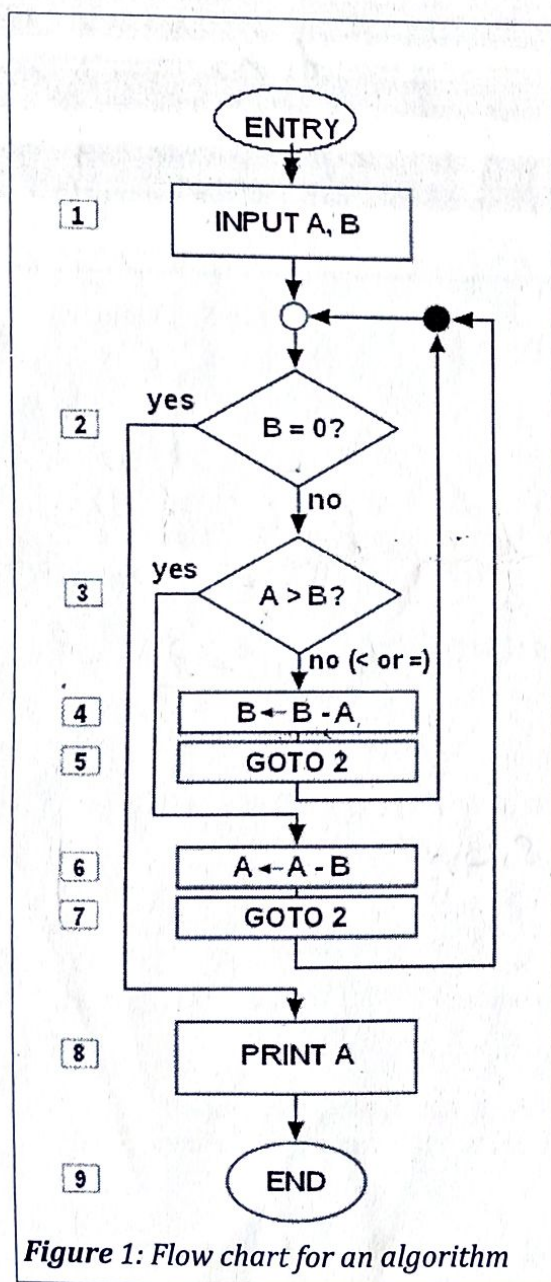 ENTRY
1
INPUT A, B
2
yes
B = 0?
no
3
yes
A > B?
no (< or =)
4
B ← B - A
5
GOTO 2
6
A ← A - B
7
GOTO 2
8
PRINT A
9
END
Figure 1: Flow chart for an algorithm